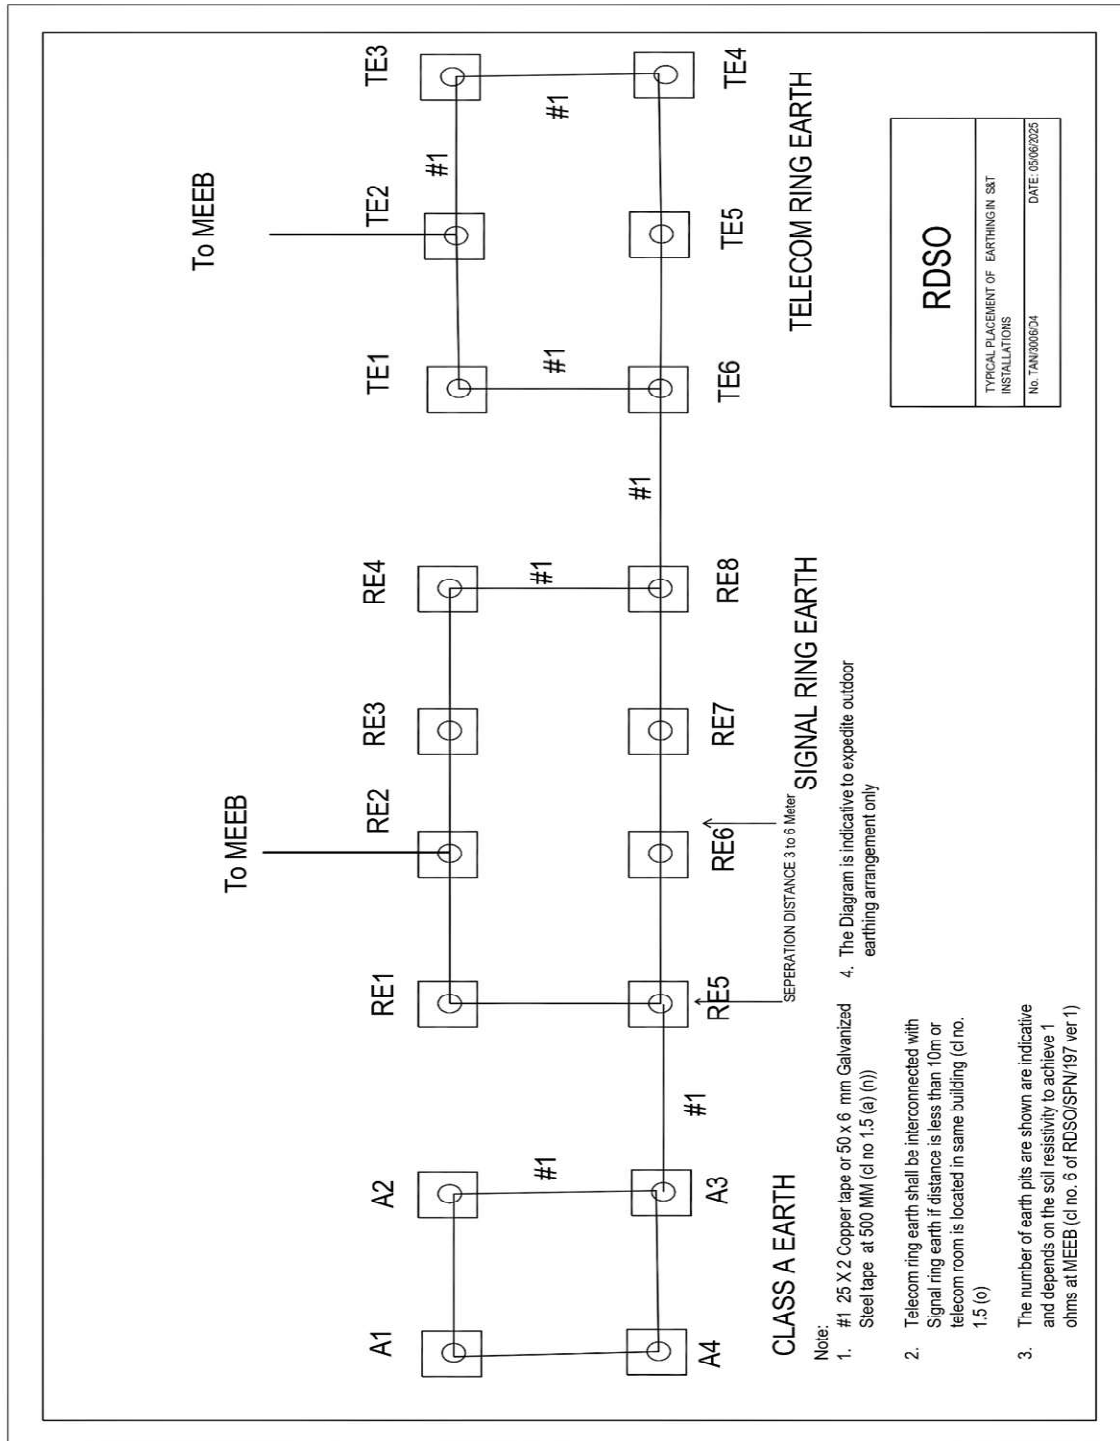 To MEEB
To MEEB
A1
A2
RE1
RE2
RE3
RE4
TE1
TE2
TE3
#1
#1
#1
#1
#1
#1
#1
A4
A3
RE5
RE6
RE7
RE8
TE6
TE5
TE4
SEPERATION DISTANCE 3 to 6 Meter
CLASS A EARTH
SIGNAL RING EARTH
TELECOM RING EARTH
Note:
1. #1 25 X 2 Copper tape or 50 x 6 mm Galvanized
Steel tape at 500 MM (cl no 1.5 (a) (n))
2. Telecom ring earth shall be interconnected with
Signal ring earth if distance is less than 10m or
telecom room is located in same building (cl no.
1.5 (o)
3. The number of earth pits are shown are indicative
and depends on the soil resistivity to achieve 1
ohms at MEEB (cl no. 6 of RDSO/SPN/197 ver 1)
4. The Diagram is indicative to expedite outdoor
earthing arrangement only
RDSO
TYPICAL PLACEMENT OF EARTHING IN S&T
INSTALLATIONS
No. TAN/3006/D4
DATE: 05/06/2025